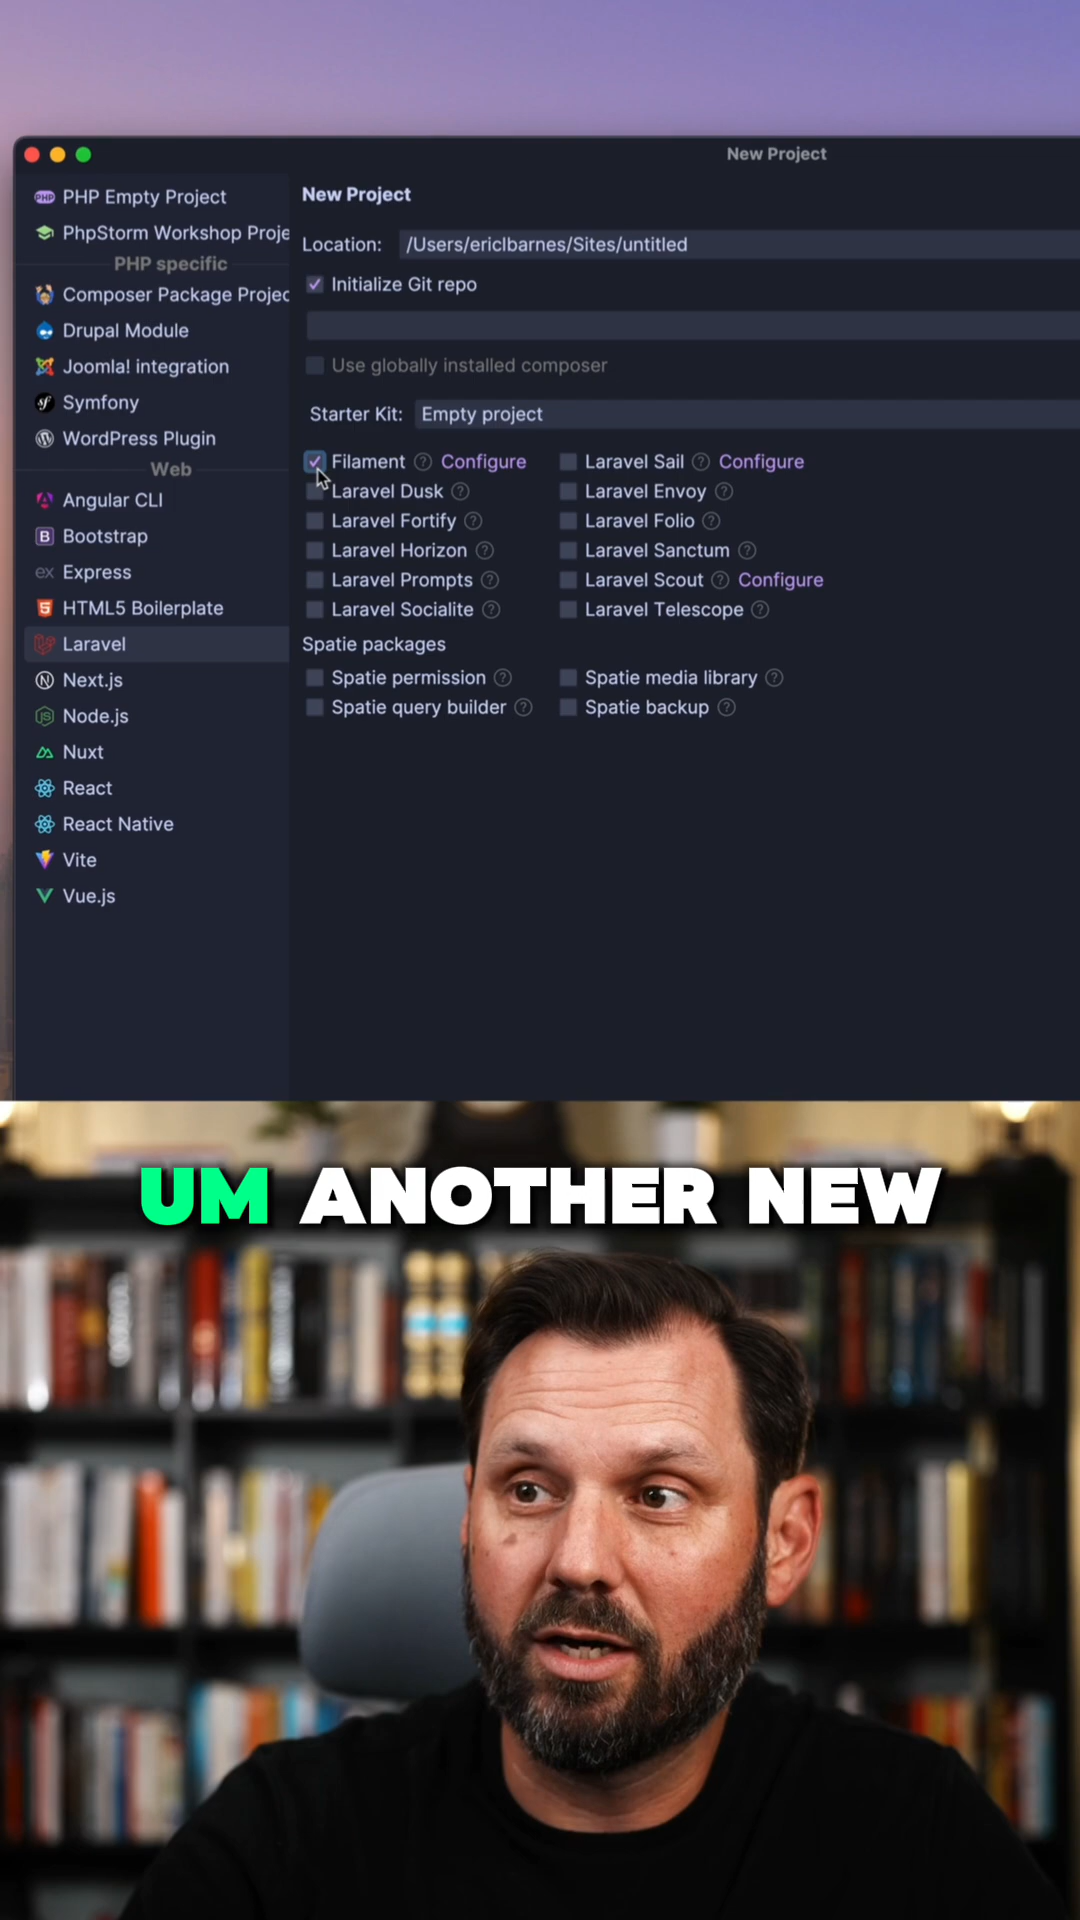 New Project
PHP Empty Project
PhpStorm Workshop Proje
PHP specific
Composer Package Projec
Drupal Module
Joomla! integration
Symfony
WordPress Plugin
Web
Angular CLI
Bootstrap
Express
HTML5 Boilerplate
Laravel
Next.js
Node.js
Nuxt
React
React Native
Vite
Vue.js
New Project
Location: /Users/ericlbarnes/Sites/untitled
Initialize Git repo
Use globally installed composer
Starter Kit: Empty project
Filament ? Configure Laravel Sail ? Configure
Laravel Dusk ? Laravel Envoy ?
Laravel Fortify ? Laravel Folio ?
Laravel Horizon ? Laravel Sanctum ?
Laravel Prompts ? Laravel Scout ? Configure
Laravel Socialite ? Laravel Telescope ?
Spatie packages
Spatie permission ? Spatie media library ?
Spatie query builder ? Spatie backup ?
UM ANOTHER NEW